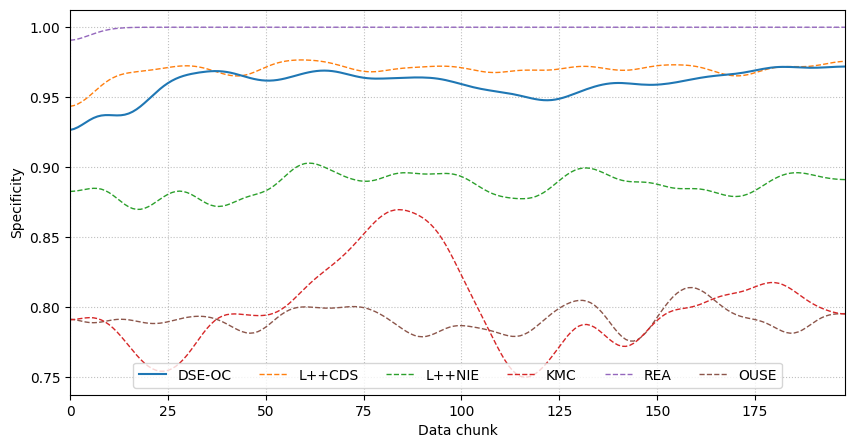 1.00
0.95
0.90
0.85
0.80
0.75
Specificity
DSE-OC L++CDS L++NIE KMC REA OUSE
0 25 50 75 100 125 150 175
Data chunk